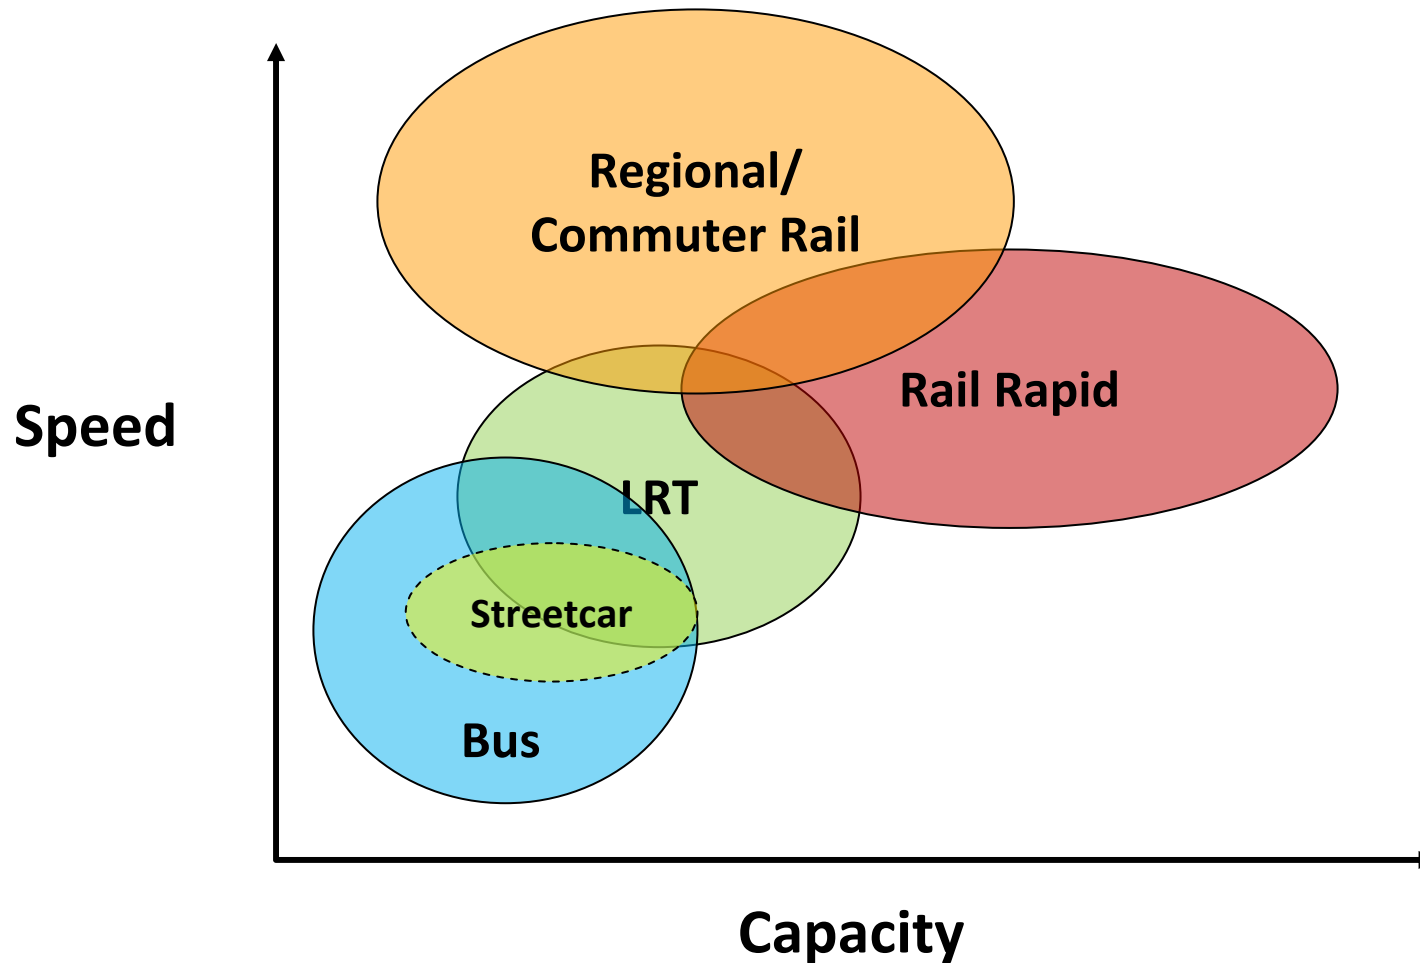 Regional/
Commuter Rail
Rail Rapid
Speed
LRT
Streetcar
Bus
Capacity